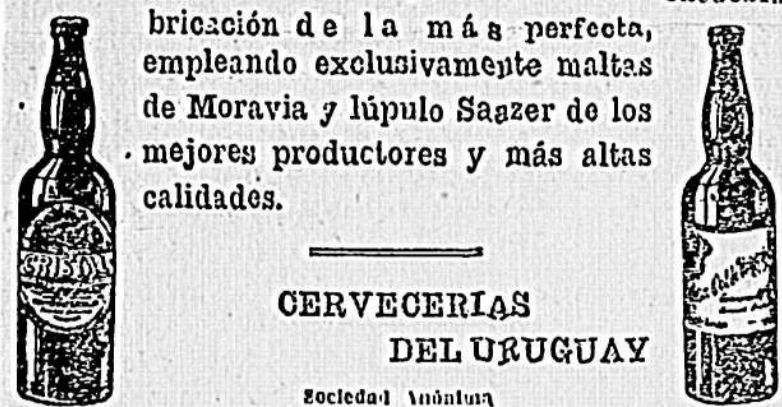 bricación de la más perfecta,
empleando exclusivamente maltas
de Moravia y lúpulo Saazer de los
mejores productores y más altas
calidades.
CERVECERIAS
DEL URUGUAY
Sociedad Anónima